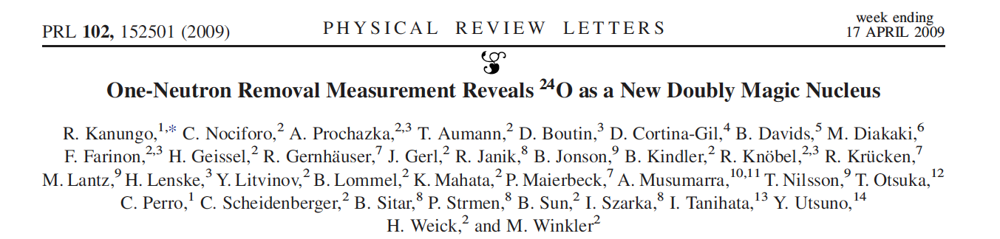 PRL 102, 152501 (2009) PHYSICAL REVIEW LETTERS week ending 17 APRIL 2009
One-Neutron Removal Measurement Reveals ²⁴O as a New Doubly Magic Nucleus
R. Kanungo,¹,* C. Nociforo,² A. Prochazka,²,³ T. Aumann,² D. Boutin,³ D. Cortina-Gil,⁴ B. Davids,⁵ M. Diakaki,⁶
F. Farinon,²,³ H. Geissel,² R. Gernhäuser,⁷ J. Gerl,² R. Janik,⁸ B. Jonson,⁹ B. Kindler,² R. Knöbel,²,³ R. Krücken,⁷
M. Lantz,⁹ H. Lenske,³ Y. Litvinov,² B. Lommel,² K. Mahata,² P. Maierbeck,⁷ A. Musumarra,¹⁰,¹¹ T. Nilsson,⁹ T. Otsuka,¹²
C. Perro,¹ C. Scheidenberger,² B. Sitar,⁸ P. Strmen,⁸ B. Sun,² I. Szarka,⁸ I. Tanihata,¹³ Y. Utsuno,¹⁴
H. Weick,² and M. Winkler²